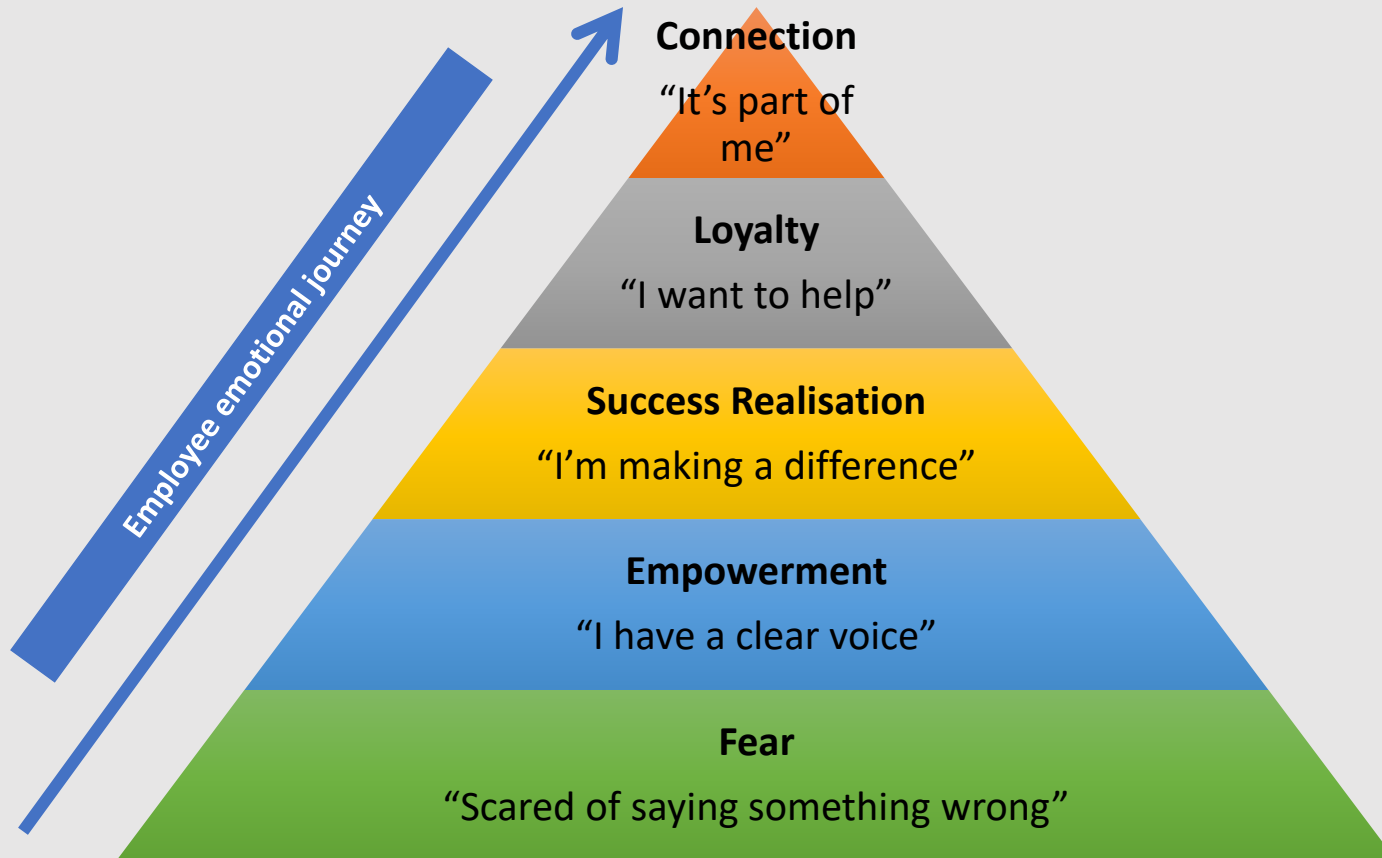 Employee emotional journey
Connection
“It’s part of
me”
Loyalty
“I want to help”
Success Realisation
“I’m making a difference”
Empowerment
“I have a clear voice”
Fear
“Scared of saying something wrong”